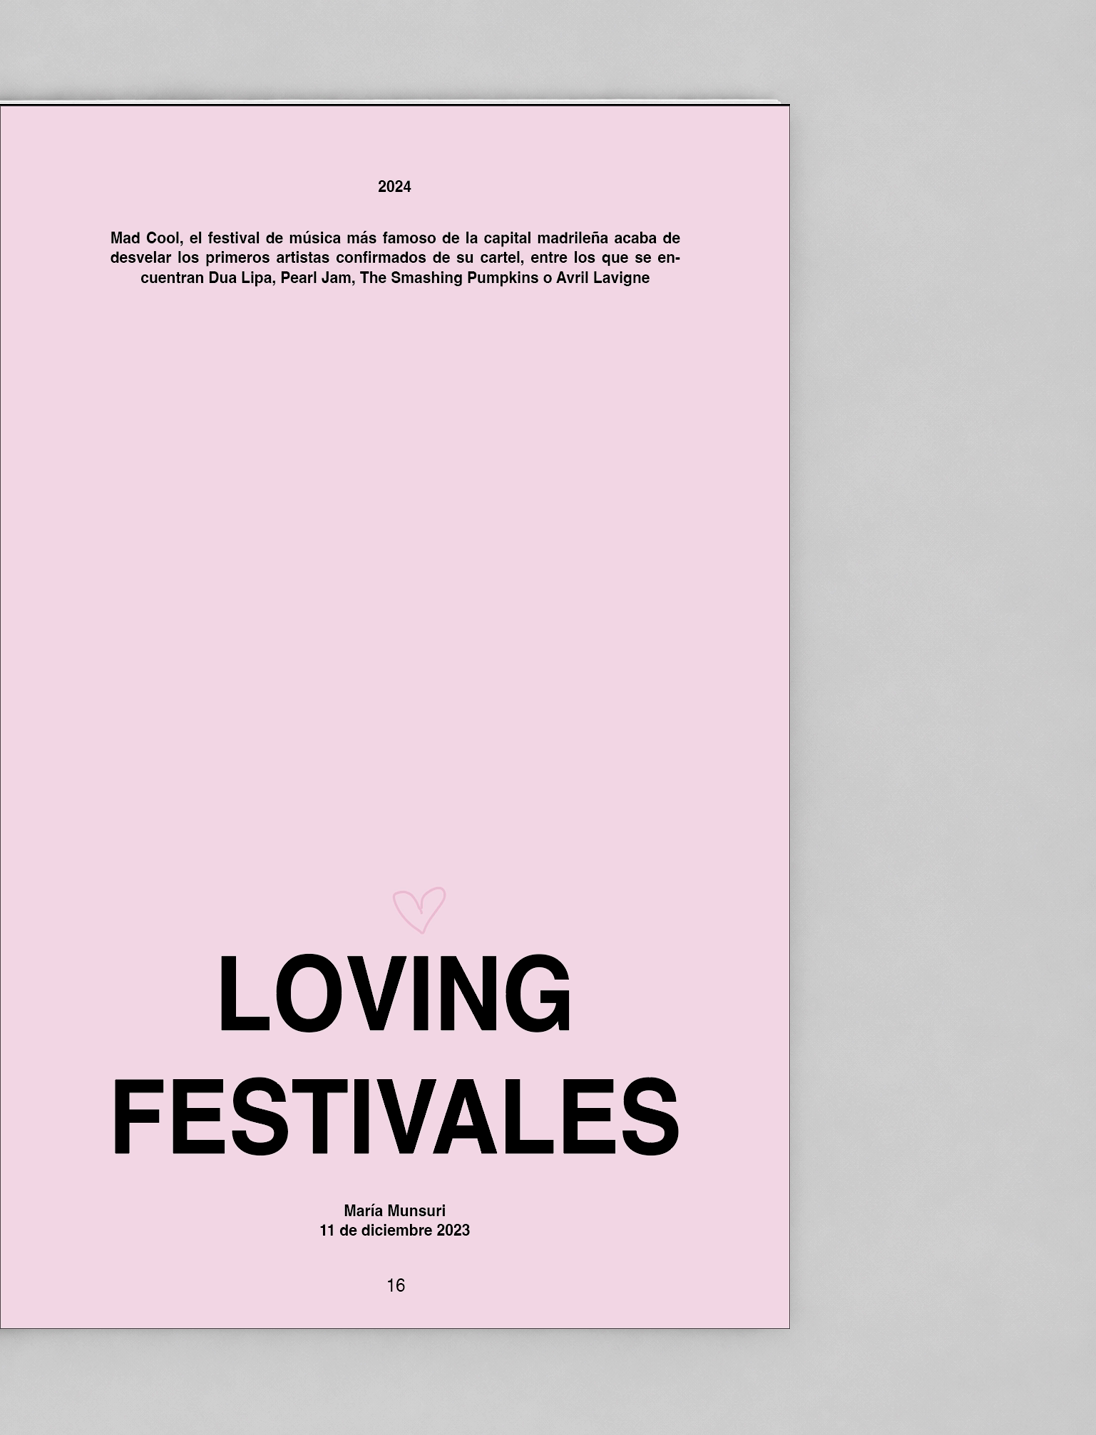 2024
Mad Cool, el festival de música más famoso de la capital madrileña acaba de
desvelar los primeros artistas confirmados de su cartel, entre los que se en-
cuentran Dua Lipa, Pearl Jam, The Smashing Pumpkins o Avril Lavigne
LOVING
FESTIVALES
María Munsuri
11 de diciembre 2023
16